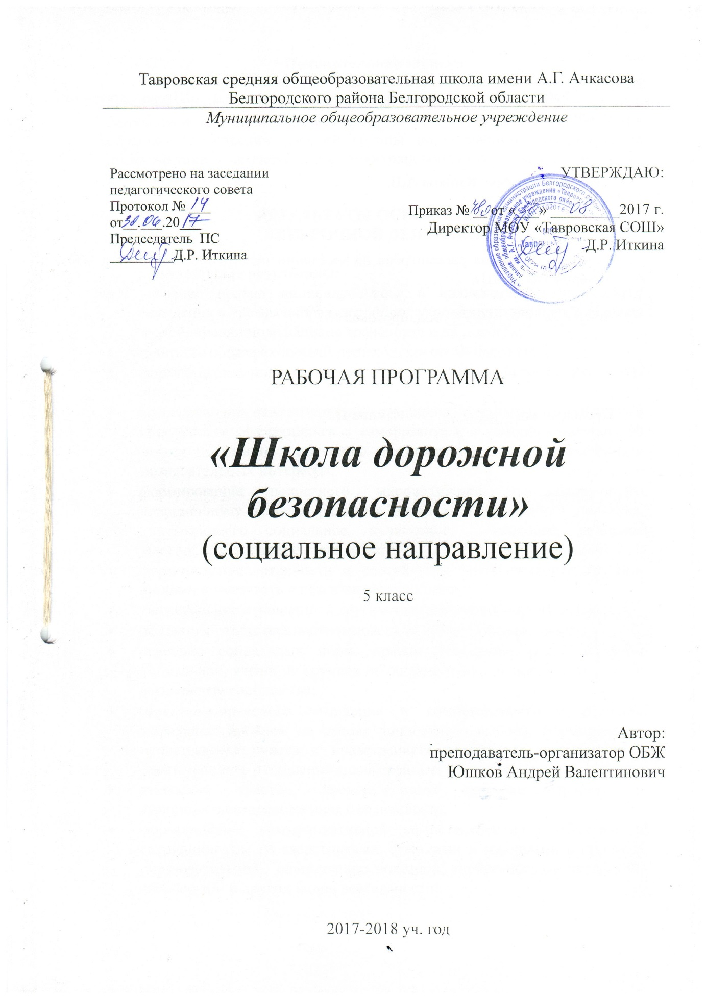 Тавровская средняя общеобразовательная школа имени А.Г. Ачкасова
Белгородского района Белгородской области
Муниципальное общеобразовательное учреждение
Рассмотрено на заседании
педагогического совета
Протокол № 14
от 30.06.2017
Председатель ПС
Д.Р. Иткина
УТВЕРЖДАЮ:
Приказ № 480 от «30» 08 2017 г.
Директор МОУ «Тавровская СОШ»
Д.Р. Иткина
РАБОЧАЯ ПРОГРАММА
«Школа дорожной
безопасности»
(социальное направление)
5 класс
Автор:
преподаватель-организатор ОБЖ
Юшков Андрей Валентинович
2017-2018 уч. год